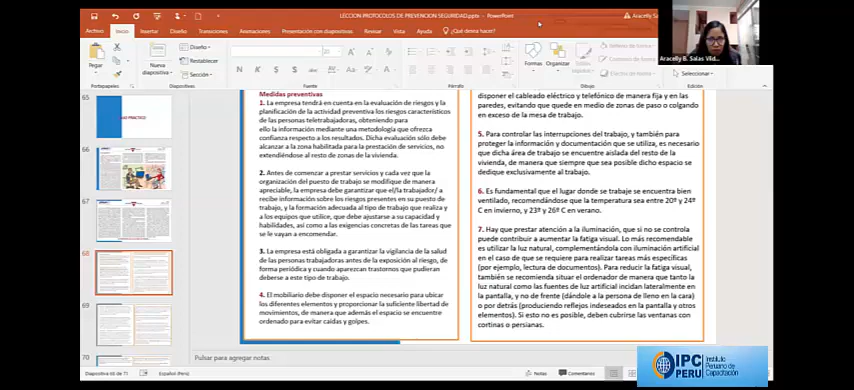 LECCION PROTOCOLOS DE PREVENCION SEGURIDAD.pptx - PowerPoint
Aracelly Sa
Archivo
Inicio
Insertar
Diseño
Transiciones
Animaciones
Presentación con diapositivas
Revisar
Vista
Ayuda
¿Qué desea hacer?
Pegar
Nueva
diapositiva
Diseño
Sección
Formas
Organizar
Estilos
rápidos
Relleno de forma
Contorno de forma
Efectos de forma
Seleccionar
Portapapeles
Diapositivas
Fuente
Párrafo
Dibujo
Edición
Aracelly B. Salas Vild...
65
66
67
68
69
70
Medidas preventivas
1. La empresa tendrá en cuenta en la evaluación de riesgos y la
planificación de la actividad preventiva los riesgos característicos
de las personas teletrabajadoras, obteniendo para
ello la información mediante una metodología que ofrezca
confianza respecto a los resultados. Dicha evaluación sólo debe
alcanzar a la zona habilitada para la prestación de servicios, no
extendiéndose al resto de zonas de la vivienda.
2. Antes de comenzar a prestar servicios y cada vez que la
organización del puesto de trabajo se modifique de manera
apreciable, la empresa debe garantizar que el/la trabajador/ a
recibe información sobre los riesgos presentes en su puesto de
trabajo, y la formación adecuada al tipo de trabajo que realiza y
a los equipos que utilice, que debe ajustarse a su capacidad y
habilidades, así como a las exigencias concretas de las tareas que
se le vayan a encomendar.
3. La empresa está obligada a garantizar la vigilancia de la salud
de las personas trabajadoras antes de la exposición al riesgo, de
forma periódica y cuando aparezcan trastornos que pudieran
deberse a este tipo de trabajo.
4. El mobiliario debe disponer el espacio necesario para ubicar
los diferentes elementos y proporcionar la suficiente libertad de
movimientos, de manera que además el espacio se encuentre
ordenado para evitar caídas y golpes.
disponer el cableado eléctrico y telefónico de manera fija y en las
paredes, evitando que quede en medio de zonas de paso o colgando
en exceso de la mesa de trabajo.
5. Para controlar las interrupciones del trabajo, y también para
proteger la información y documentación que se utiliza, es necesario
que dicha área de trabajo se encuentre aislada del resto de la
vivienda, de manera que siempre que sea posible dicho espacio se
dedique exclusivamente al trabajo.
6. Es fundamental que el lugar donde se trabaje se encuentra bien
ventilado, recomendándose que la temperatura sea entre 20º y 24º
C en invierno, y 23º y 26º C en verano.
7. Hay que prestar atención a la iluminación, que si no se controla
puede contribuir a aumentar la fatiga visual. Lo más recomendable
es utilizar la luz natural, complementándola con iluminación artificial
en el caso de que se requiere para realizar tareas más específicas
(por ejemplo, lectura de documentos). Para reducir la fatiga visual,
también se recomienda situar el ordenador de manera que tanto la
luz natural como las fuentes de luz artificial incidan lateralmente en
la pantalla, y no de frente (dándole a la persona de lleno en la cara)
o por detrás (produciendo reflejos indeseados en la pantalla y otros
elementos). Si esto no es posible, deben cubrirse las ventanas con
cortinas o persianas.
Pulsar para agregar notas
Español (Perú)
Notas
Comentarios
IPC
PERÚ
Instituto
Peruano de
Capacitación